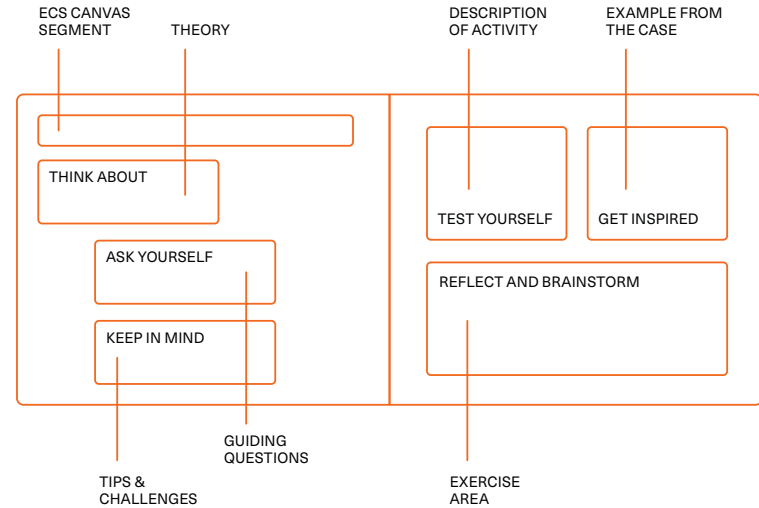 ECS CANVAS
SEGMENT
THEORY
DESCRIPTION
OF ACTIVITY
EXAMPLE FROM
THE CASE
THINK ABOUT
ASK YOURSELF
KEEP IN MIND
TEST YOURSELF
GET INSPIRED
REFLECT AND BRAINSTORM
GUIDING
QUESTIONS
TIPS &
CHALLENGES
EXERCISE
AREA